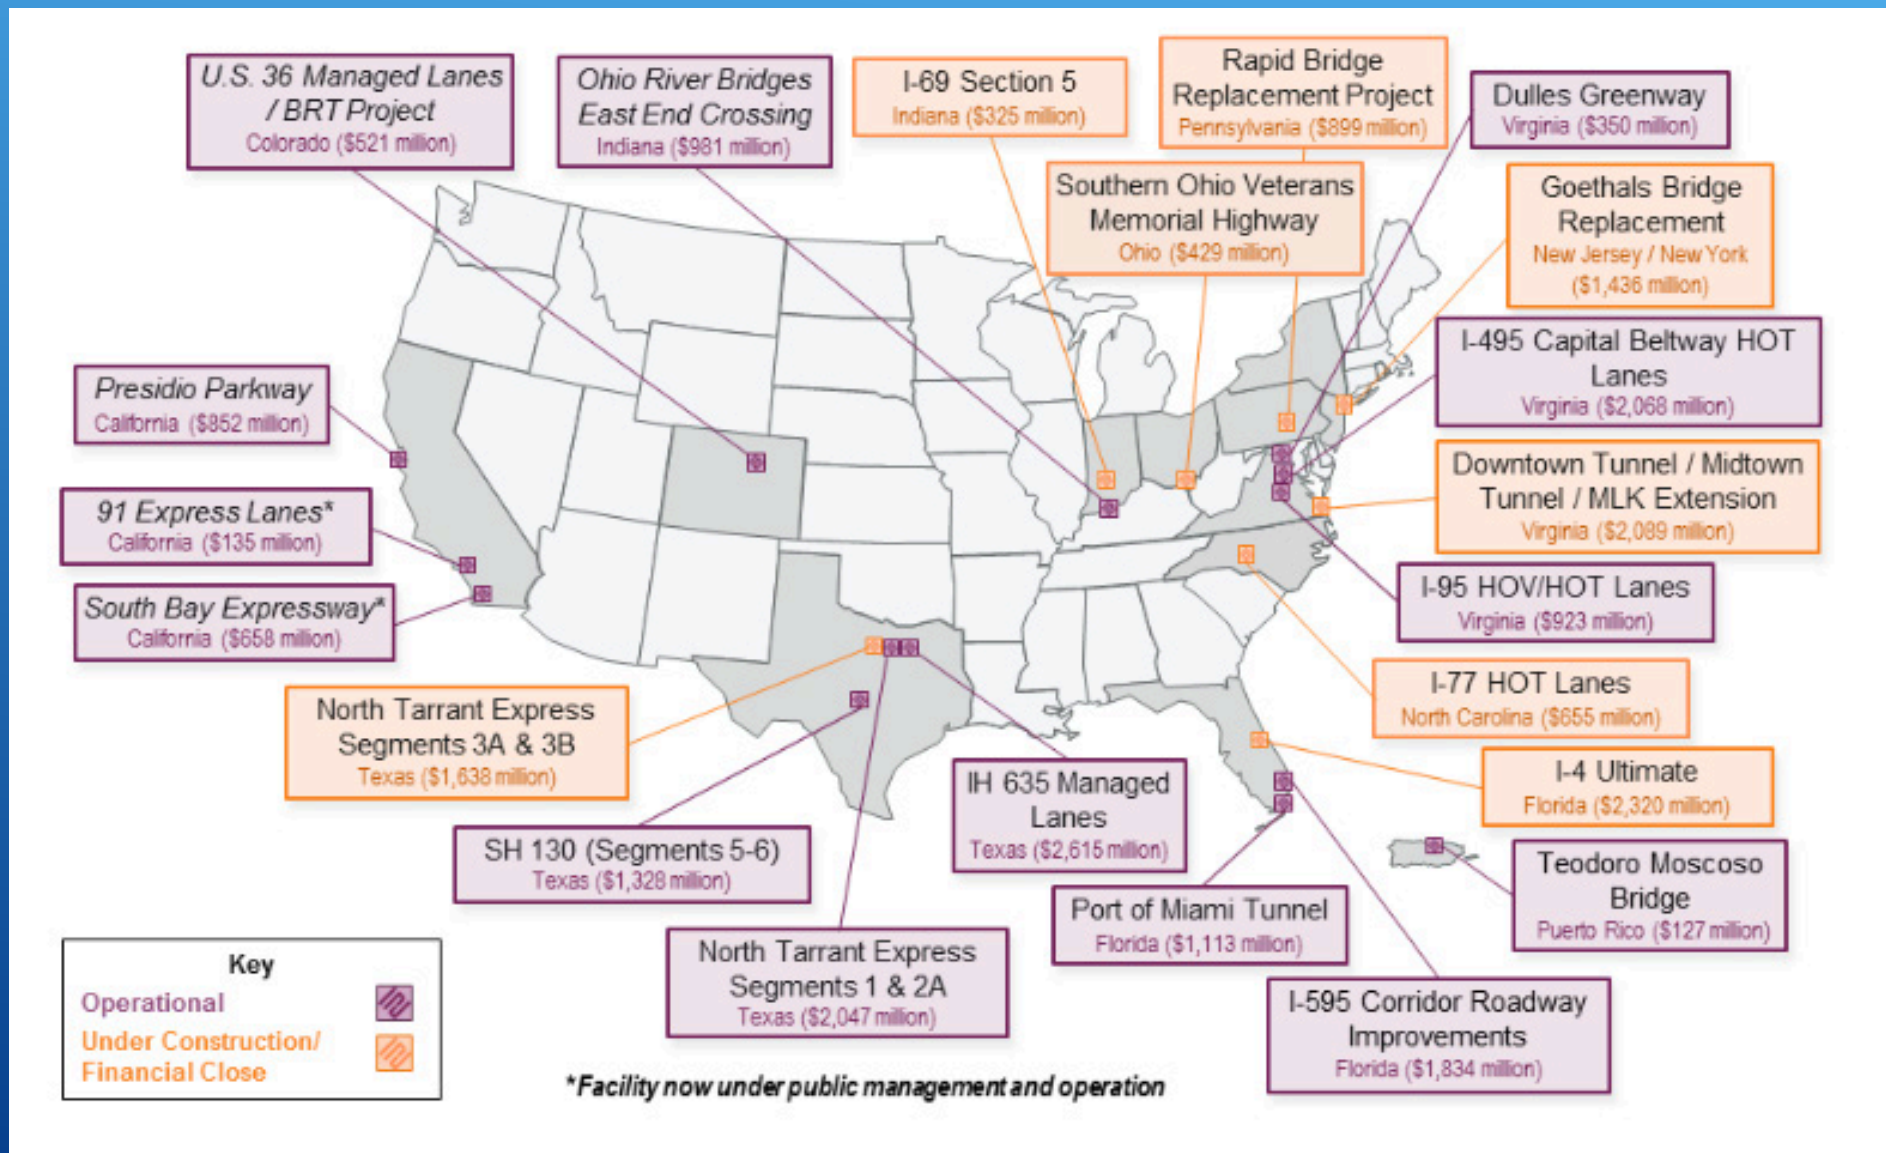 U.S. 36 Managed Lanes
/ BRT Project
Colorado ($521 million)
Ohio River Bridges
East End Crossing
Indiana ($981 million)
I-69 Section 5
Indiana ($325 million)
Rapid Bridge
Replacement Project
Pennsylvania ($899 million)
Dulles Greenway
Virginia ($350 million)
Southern Ohio Veterans
Memorial Highway
Ohio ($429 million)
Goethals Bridge
Replacement
New Jersey / New York
($1,436 million)
I-495 Capital Beltway HOT
Lanes
Virginia ($2,068 million)
Presidio Parkway
California ($852 million)
Downtown Tunnel / Midtown
Tunnel / MLK Extension
Virginia ($2,089 million)
91 Express Lanes*
California ($135 million)
I-95 HOV/HOT Lanes
Virginia ($923 million)
South Bay Expressway*
California ($658 million)
I-77 HOT Lanes
North Carolina ($655 million)
North Tarrant Express
Segments 3A & 3B
Texas ($1,638 million)
I-4 Ultimate
Florida ($2,320 million)
IH 635 Managed
Lanes
Texas ($2,615 million)
SH 130 (Segments 5-6)
Texas ($1,328 million)
Teodoro Moscoso
Bridge
Puerto Rico ($127 million)
Port of Miami Tunnel
Florida ($1,113 million)
North Tarrant Express
Segments 1 & 2A
Texas ($2,047 million)
I-595 Corridor Roadway
Improvements
Florida ($1,834 million)
Key
Operational
Under Construction/
Financial Close
*Facility now under public management and operation